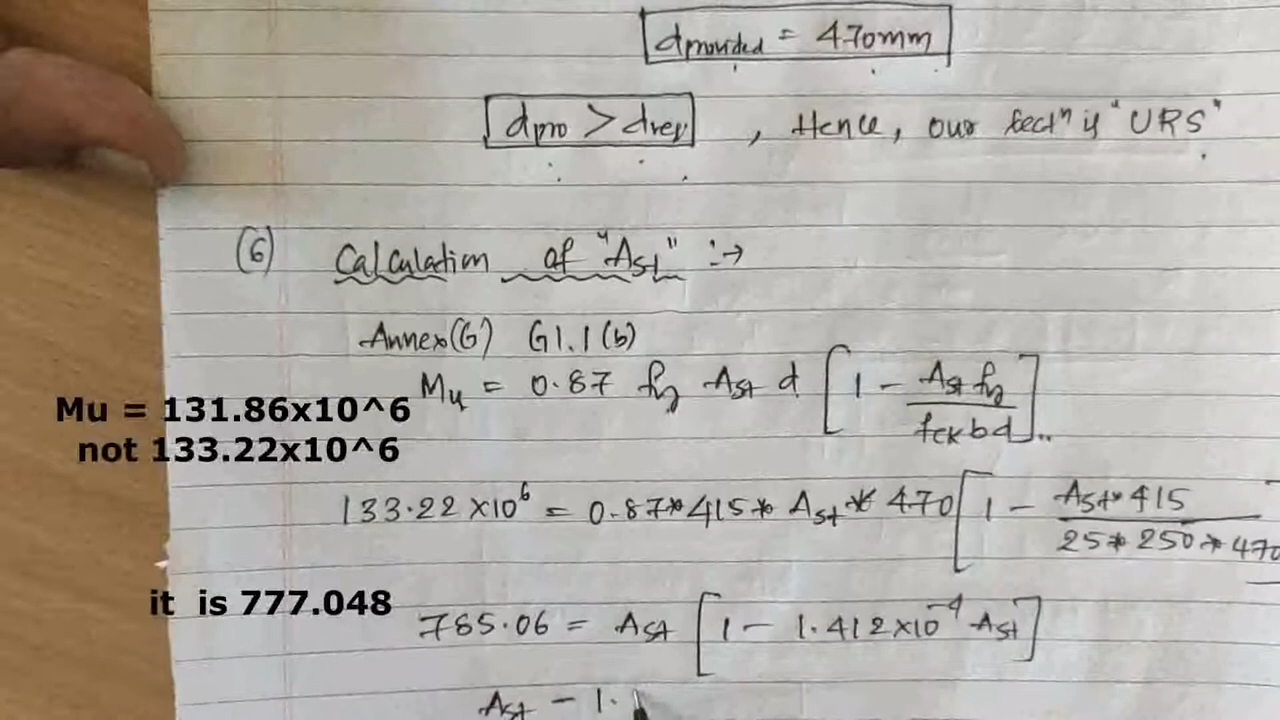 dprovided = 470mm
dpro > dreq , Hence, our sectn is "URS"
(6) Calculation of "Ast" :→
Annex(G) G1.1(b)
Mu = 0.87 fy Ast d [1 - Ast fy / fck bd]
Mu = 131.86x10^6
not 133.22x10^6
133.22 x10^6 = 0.87*415* Ast * 470 [1 - Ast*415 / 25*250*470
it is 777.048
785.06 = Ast [1 - 1.412x10^-4 Ast]
Ast - 1.